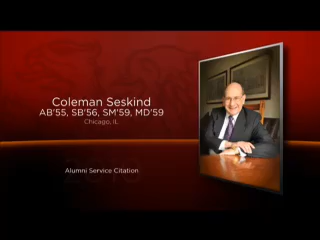 Coleman Seskind
AB'55, SB'56, SM'59, MD'59
Chicago, IL
Alumni Service Citation